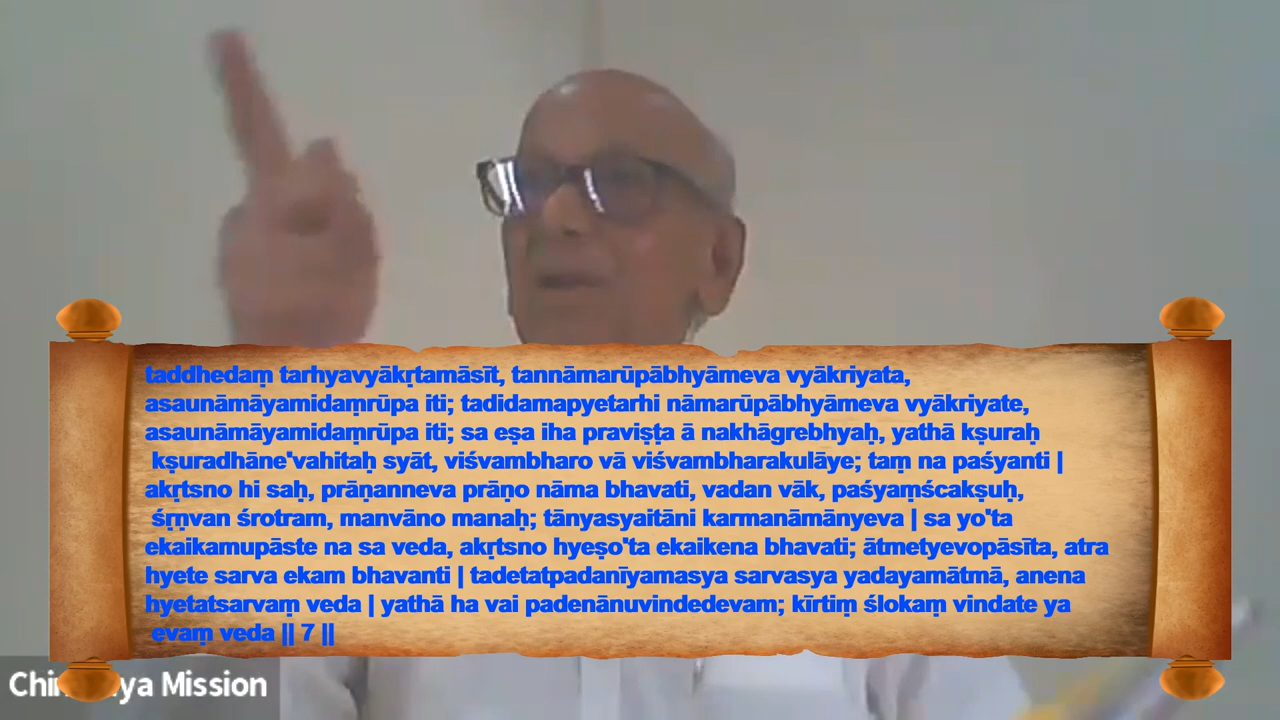 taddhedaṃ tarhyavyākṛtamāsīt, tannāmarūpābhyāmeva vyākriyata,
asaunāmāyamidaṃrūpa iti; tadidamapyetarhi nāmarūpābhyāmeva vyākriyate,
asaunāmāyamidaṃrūpa iti; sa eṣa iha praviṣṭa ā nakhāgrebhyaḥ, yathā kṣuraḥ
kṣuradhāne'vahitaḥ syāt, viśvambharo vā viśvambharakulāye; taṃ na paśyanti |
akṛtsno hi saḥ, prāṇanneva prāṇo nāma bhavati, vadan vāk, paśyaṃścakṣuḥ,
śṛṇvan śrotram, manvāno manaḥ; tānyasyaitāni karmanāmānyeva | sa yo'ta
ekaikamupāste na sa veda, akṛtsno hyeṣo'ta ekaikena bhavati; ātmetyevopāsīta, atra
hyete sarva ekam bhavanti | tadetatpadanīyamasya sarvasya yadayamātmā, anena
hyetatsarvaṃ veda | yathā ha vai padenānuvindedevam; kīrtiṃ ślokaṃ vindate ya
evaṃ veda || 7 ||
Mission